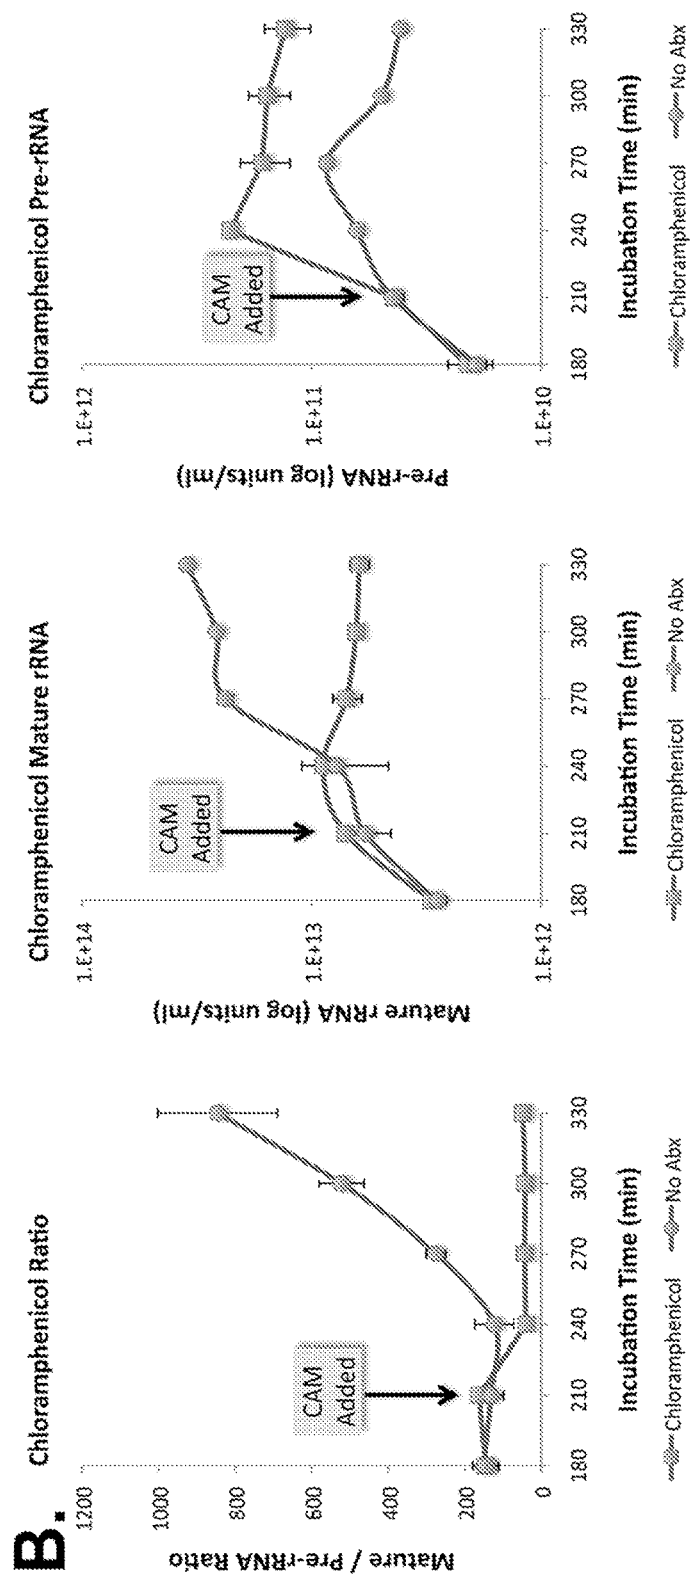 B.
Chloramphenicol Ratio
Mature / Pre-rRNA Ratio
1200
1000
800
600
400
200
0
CAM
Added
180 210 240 270 300 330
Incubation Time (min)
Chloramphenicol No Abx
Chloramphenicol Mature rRNA
Mature rRNA (log units/ml)
1.E+14
1.E+13
1.E+12
CAM
Added
180 210 240 270 300 330
Incubation Time (min)
Chloramphenicol No Abx
Chloramphenicol Pre-rRNA
Pre-rRNA (log units/ml)
1.E+12
1.E+11
1.E+10
CAM
Added
180 210 240 270 300 330
Incubation Time (min)
Chloramphenicol No Abx